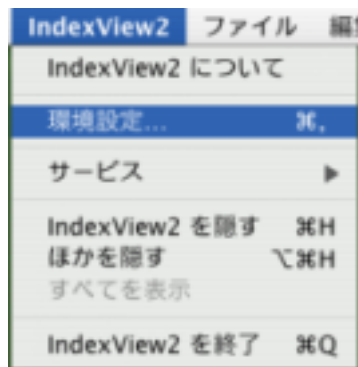 IndexView2 ファイル 編
IndexView2 について
環境設定... ⌘,
サービス ▶
IndexView2 を隠す ⌘H
ほかを隠す ⌥⌘H
すべてを表示
IndexView2 を終了 ⌘Q